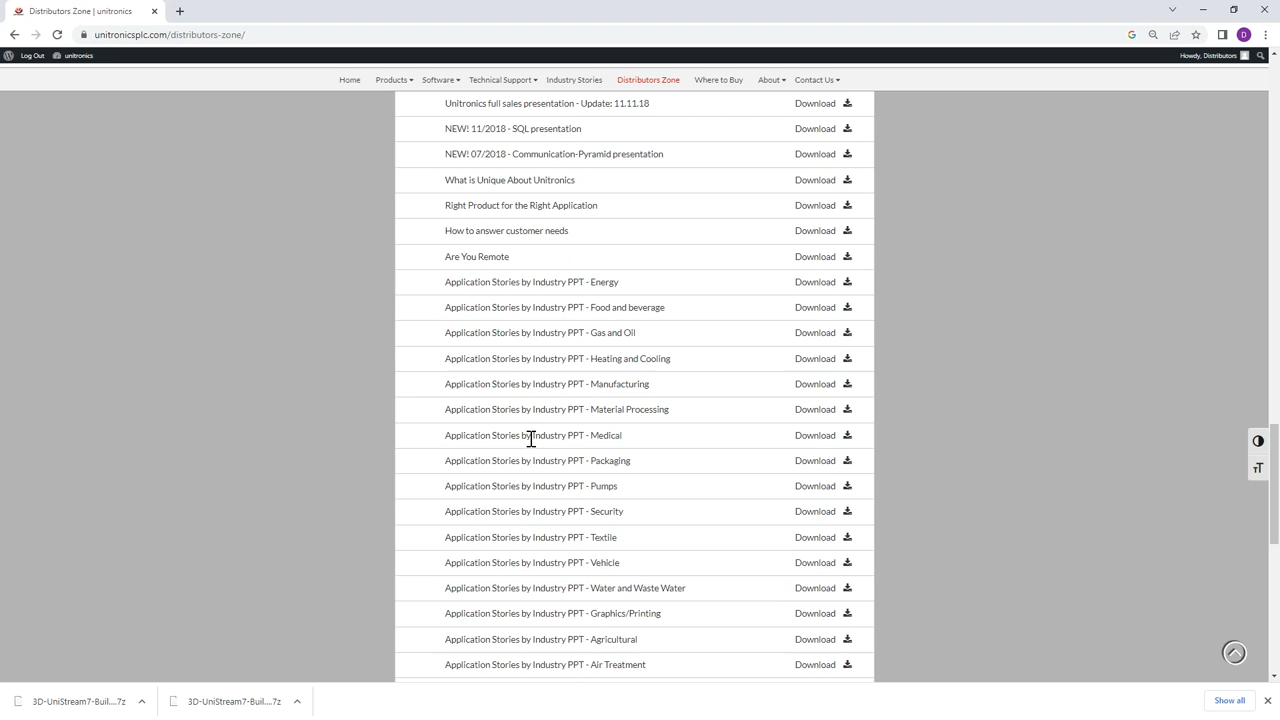 Distributors Zone | unitronics
unitronicsplc.com/distributors-zone/
D
Log Out unitronics Howdy, Distributors
Home Products Software Technical Support Industry Stories Distributors Zone Where to Buy About Contact Us
Unitronics full sales presentation - Update: 11.11.18 Download
NEW! 11/2018 - SQL presentation Download
NEW! 07/2018 - Communication-Pyramid presentation Download
What is Unique About Unitronics Download
Right Product for the Right Application Download
How to answer customer needs Download
Are You Remote Download
Application Stories by Industry PPT - Energy Download
Application Stories by Industry PPT - Food and beverage Download
Application Stories by Industry PPT - Gas and Oil Download
Application Stories by Industry PPT - Heating and Cooling Download
Application Stories by Industry PPT - Manufacturing Download
Application Stories by Industry PPT - Material Processing Download
Application Stories by Industry PPT - Medical Download
Application Stories by Industry PPT - Packaging Download
Application Stories by Industry PPT - Pumps Download
Application Stories by Industry PPT - Security Download
Application Stories by Industry PPT - Textile Download
Application Stories by Industry PPT - Vehicle Download
Application Stories by Industry PPT - Water and Waste Water Download
Application Stories by Industry PPT - Graphics/Printing Download
Application Stories by Industry PPT - Agricultural Download
Application Stories by Industry PPT - Air Treatment Download
3D-UniStream7-Buil....7z 3D-UniStream7-Buil....7z Show all